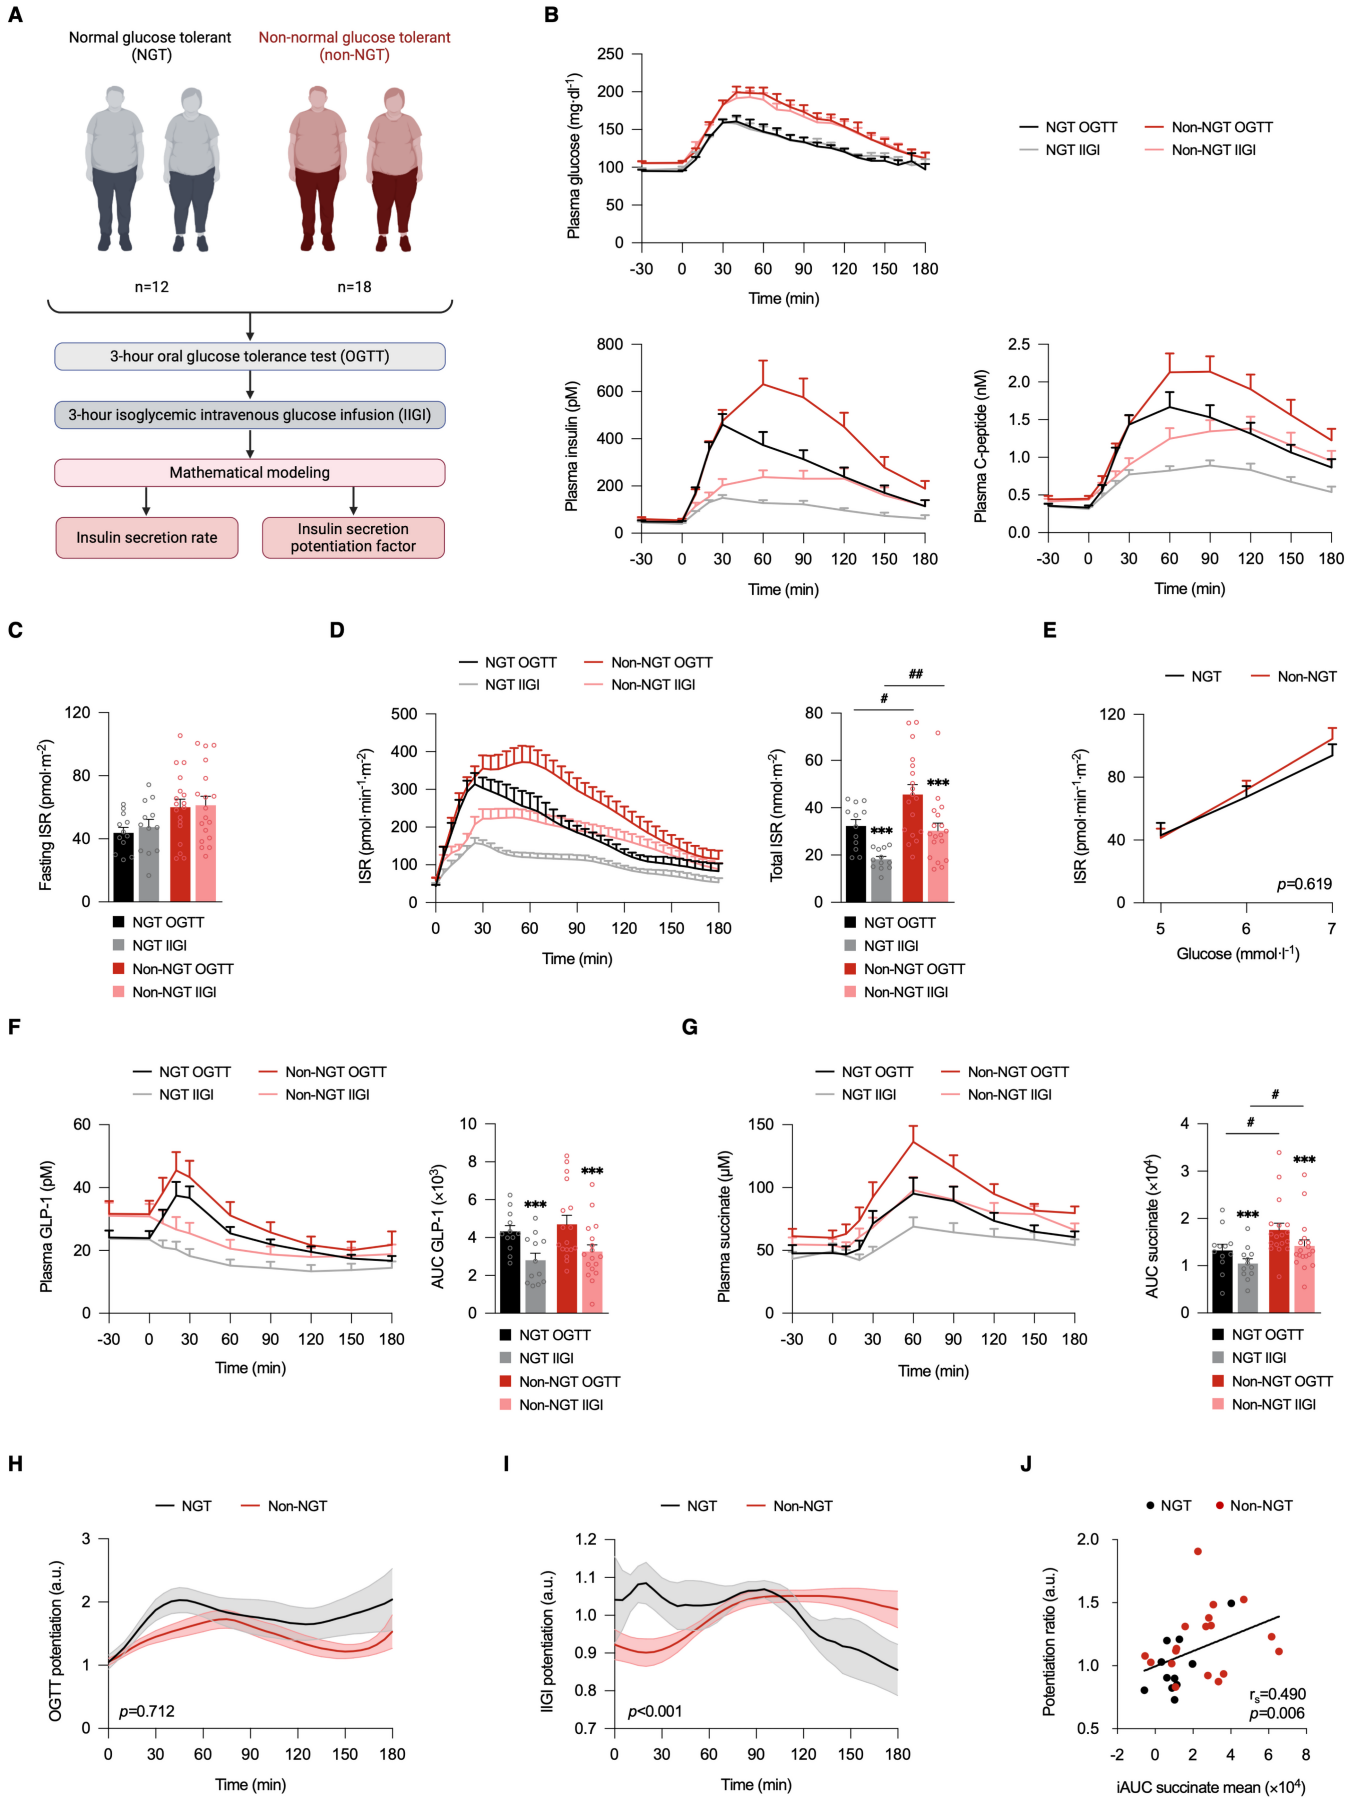 A
Normal glucose tolerant
(NGT)
Non-normal glucose tolerant
(non-NGT)
n=12
n=18
3-hour oral glucose tolerance test (OGTT)
3-hour isoglycemic intravenous glucose infusion (IIGI)
Mathematical modeling
Insulin secretion rate
Insulin secretion
potentiation factor
B
Plasma glucose (mg·dl-1)
250
200
150
100
50
0
-30 0 30 60 90 120 150 180
Time (min)
NGT OGTT
NGT IIGI
Non-NGT OGTT
Non-NGT IIGI
Plasma insulin (pM)
800
600
400
200
0
-30 0 30 60 90 120 150 180
Time (min)
Plasma C-peptide (nM)
2.5
2.0
1.5
1.0
0.5
0.0
-30 0 30 60 90 120 150 180
Time (min)
C
Fasting ISR (pmol·m-2)
120
80
40
0
NGT OGTT
NGT IIGI
Non-NGT OGTT
Non-NGT IIGI
D
NGT OGTT
NGT IIGI
Non-NGT OGTT
Non-NGT IIGI
ISR (pmol·min-1·m-2)
500
400
300
200
100
0
0 30 60 90 120 150 180
Time (min)
Total ISR (nmol·m-2)
80
60
40
20
0
##
#
***
***
NGT OGTT
NGT IIGI
Non-NGT OGTT
Non-NGT IIGI
E
NGT
Non-NGT
ISR (pmol·min-1·m-2)
120
80
40
0
p=0.619
5 6 7
Glucose (mmol·l-1)
F
NGT OGTT
NGT IIGI
Non-NGT OGTT
Non-NGT IIGI
Plasma GLP-1 (pM)
60
40
20
0
-30 0 30 60 90 120 150 180
Time (min)
AUC GLP-1 (×103)
10
8
6
4
2
0
***
***
NGT OGTT
NGT IIGI
Non-NGT OGTT
Non-NGT IIGI
G
NGT OGTT
NGT IIGI
Non-NGT OGTT
Non-NGT IIGI
Plasma succinate (µM)
150
100
50
0
-30 0 30 60 90 120 150 180
Time (min)
AUC succinate (×104)
4
3
2
1
0
#
#
***
***
NGT OGTT
NGT IIGI
Non-NGT OGTT
Non-NGT IIGI
H
NGT
Non-NGT
OGTT potentiation (a.u.)
3
2
1
0
p=0.712
0 30 60 90 120 150 180
Time (min)
I
NGT
Non-NGT
IIGI potentiation (a.u.)
1.2
1.1
1.0
0.9
0.8
0.7
p<0.001
0 30 60 90 120 150 180
Time (min)
J
NGT
Non-NGT
Potentiation ratio (a.u.)
2.0
1.5
1.0
0.5
rs=0.490
p=0.006
-2 0 2 4 6 8
iAUC succinate mean (×104)